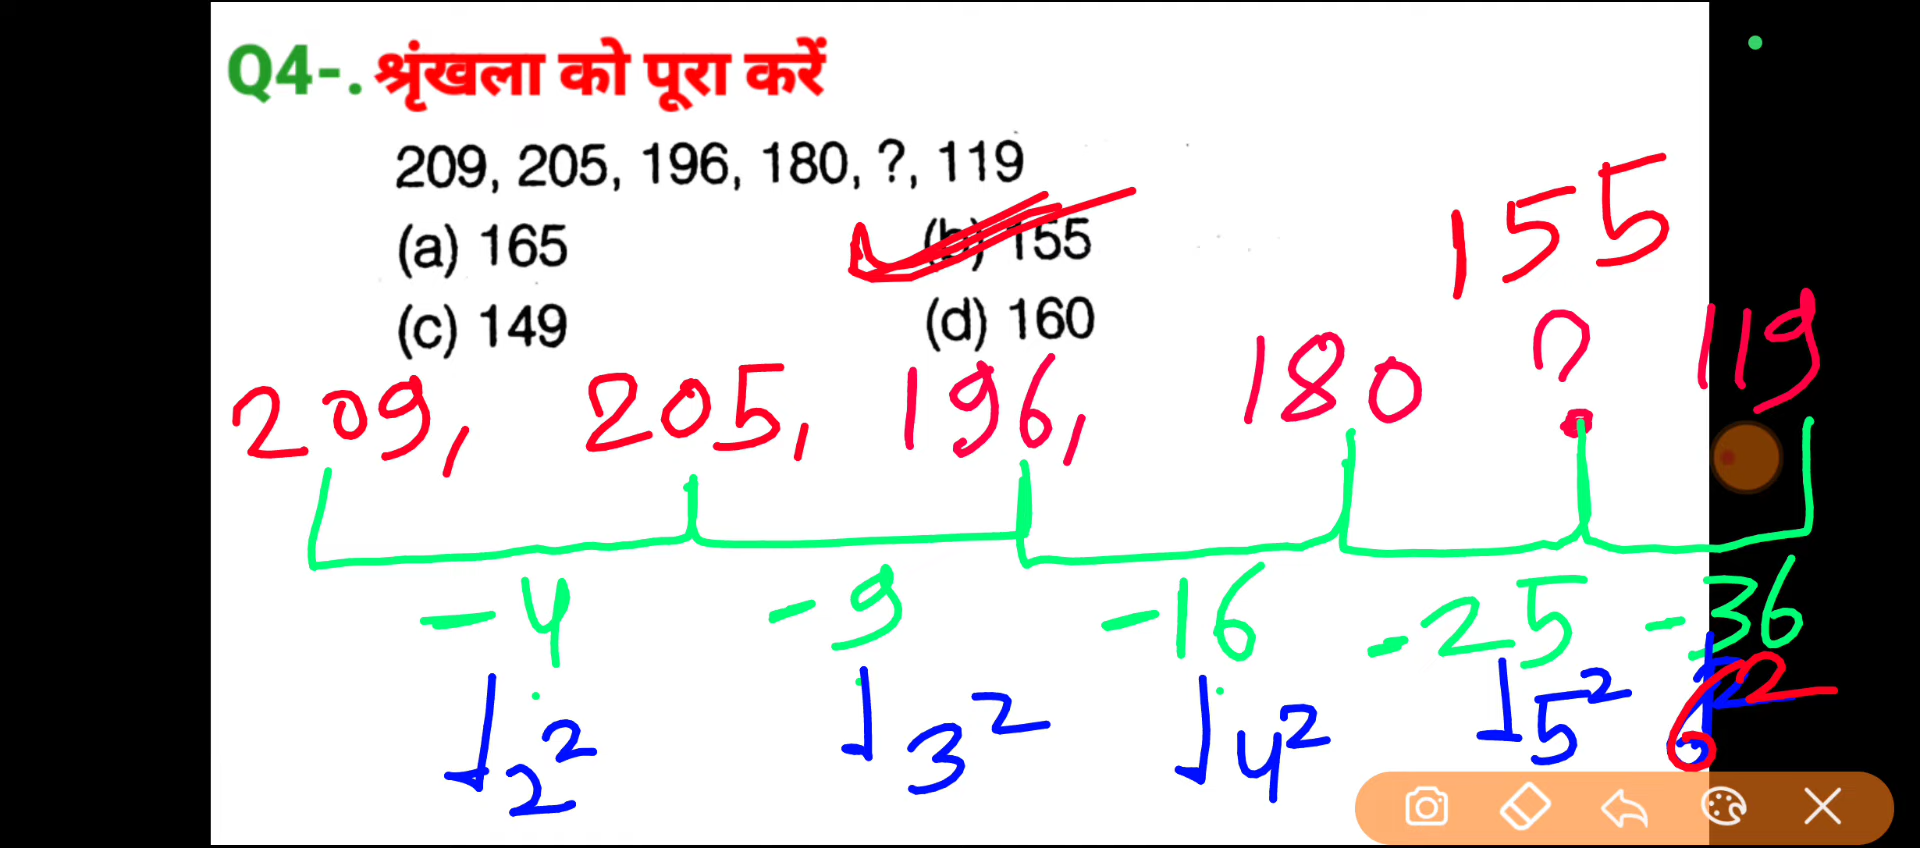 Q4-. श्रृंखला को पूरा करें
209, 205, 196, 180, ?, 119
(a) 165 (b) 155
(c) 149 (d) 160
155
209, 205, 196, 180 ? 119
-4 -9 -16 -25 -36
2² 3² 4² 5² 6²